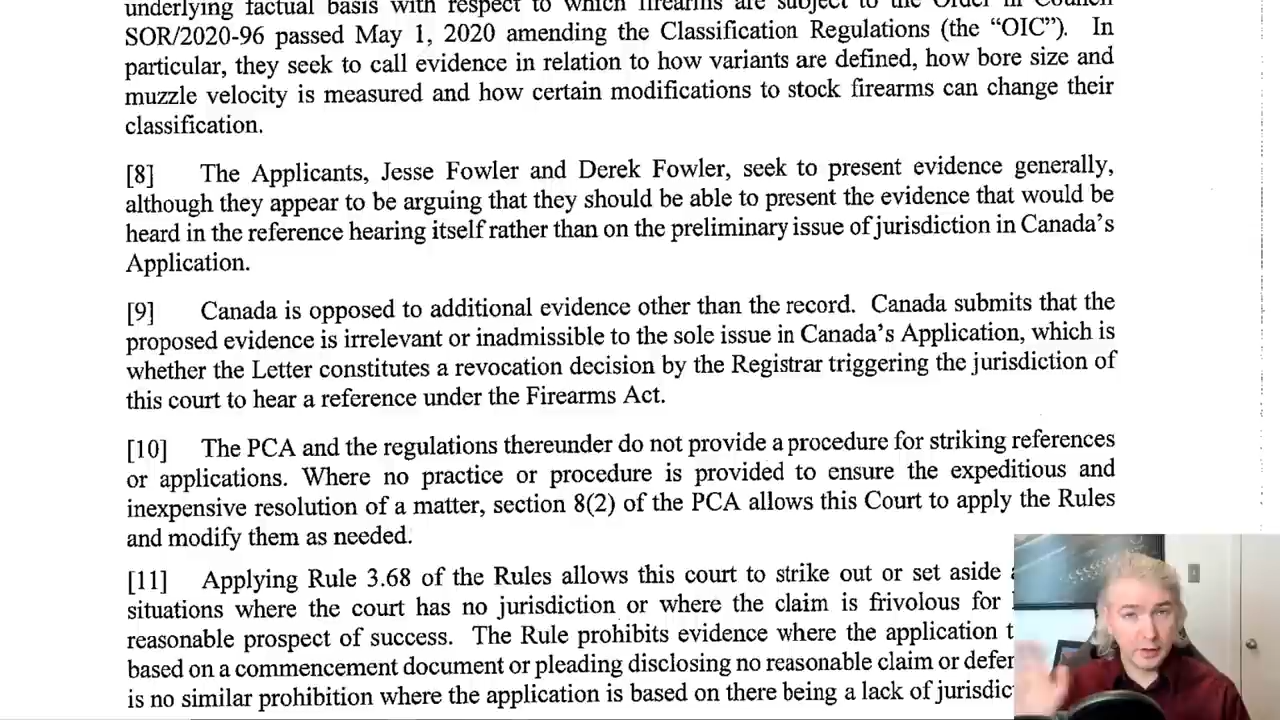 underlying factual basis with respect to which firearms are subject to the Order in Council
SOR/2020-96 passed May 1, 2020 amending the Classification Regulations (the “OIC”). In
particular, they seek to call evidence in relation to how variants are defined, how bore size and
muzzle velocity is measured and how certain modifications to stock firearms can change their
classification.
[8] The Applicants, Jesse Fowler and Derek Fowler, seek to present evidence generally,
although they appear to be arguing that they should be able to present the evidence that would be
heard in the reference hearing itself rather than on the preliminary issue of jurisdiction in Canada’s
Application.
[9] Canada is opposed to additional evidence other than the record. Canada submits that the
proposed evidence is irrelevant or inadmissible to the sole issue in Canada’s Application, which is
whether the Letter constitutes a revocation decision by the Registrar triggering the jurisdiction of
this court to hear a reference under the Firearms Act.
[10] The PCA and the regulations thereunder do not provide a procedure for striking references
or applications. Where no practice or procedure is provided to ensure the expeditious and
inexpensive resolution of a matter, section 8(2) of the PCA allows this Court to apply the Rules
and modify them as needed.
[11] Applying Rule 3.68 of the Rules allows this court to strike out or set aside
situations where the court has no jurisdiction or where the claim is frivolous for
reasonable prospect of success. The Rule prohibits evidence where the application
based on a commencement document or pleading disclosing no reasonable claim or
is no similar prohibition where the application is based on there being a lack of